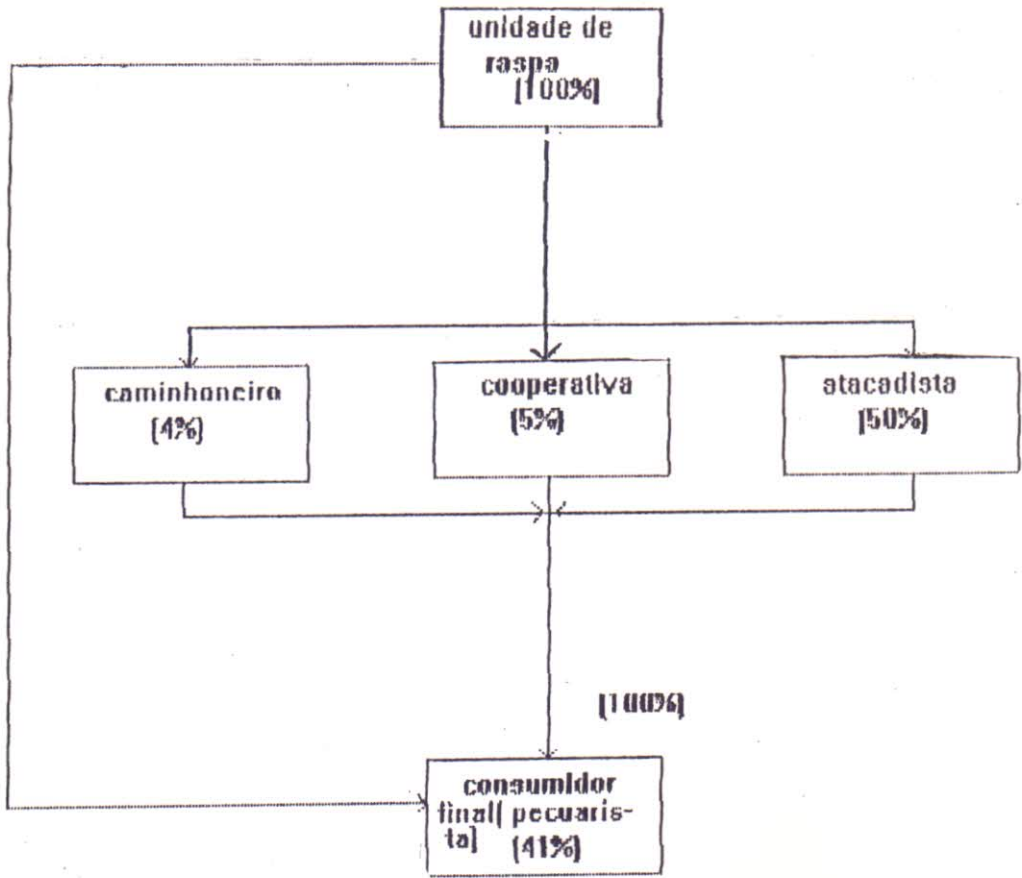 unidade de
raspa
[100%]
caminhoneiro
[4%]
cooperativa
(5%)
atacadista
[50%]
[100%]
consumidor
final[ pecuaris-
ta]
(41%)